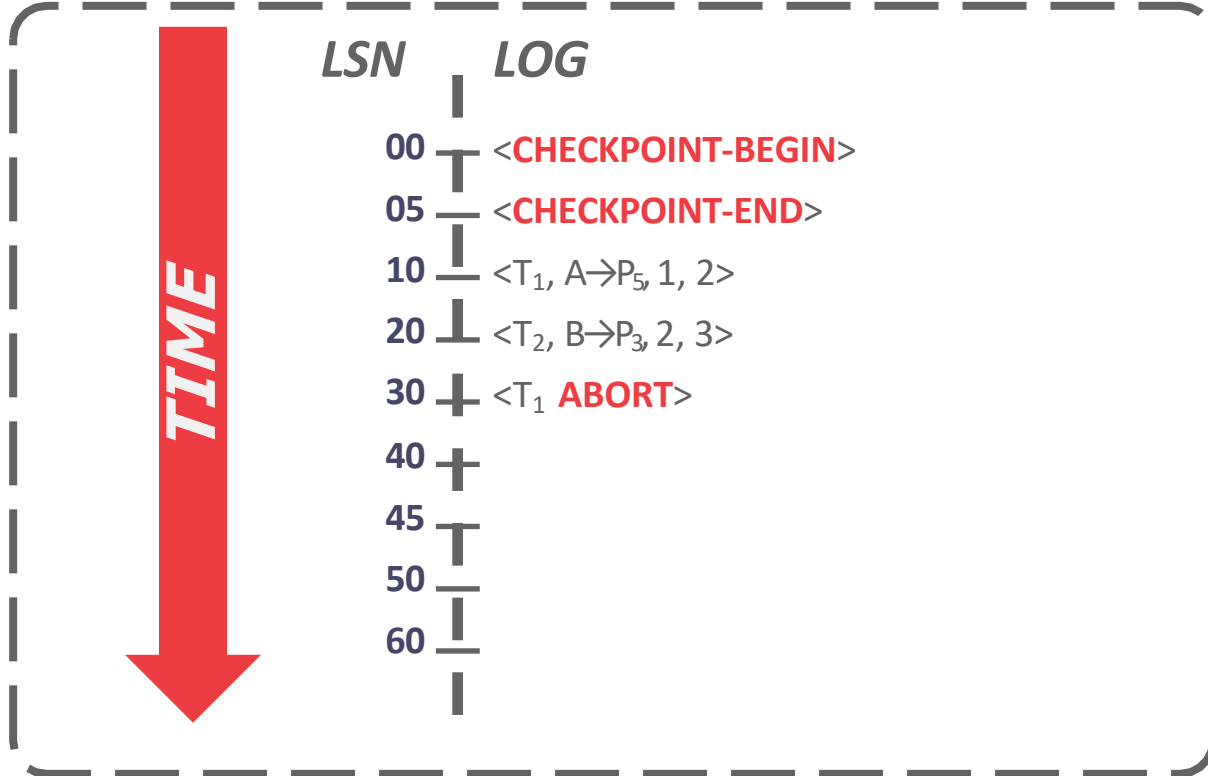 TIME
LSN LOG
00 <CHECKPOINT-BEGIN>
05 <CHECKPOINT-END>
10 <T₁, A→P₅, 1, 2>
20 <T₂, B→P₃, 2, 3>
30 <T₁ ABORT>
40
45
50
60